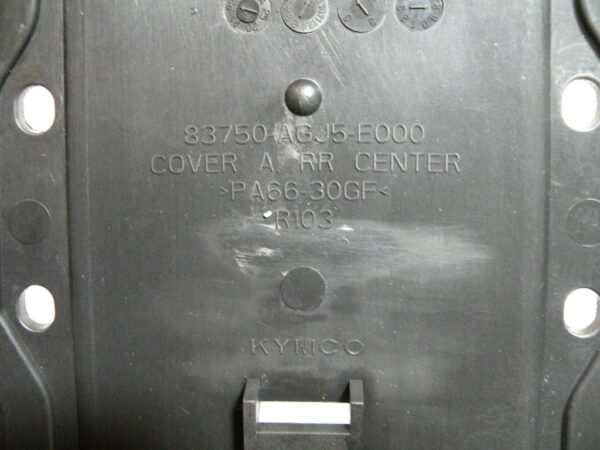 83750-AGJ5-E000
COVER A, RR CENTER
>PA66-30GF<
R103
KYMCO